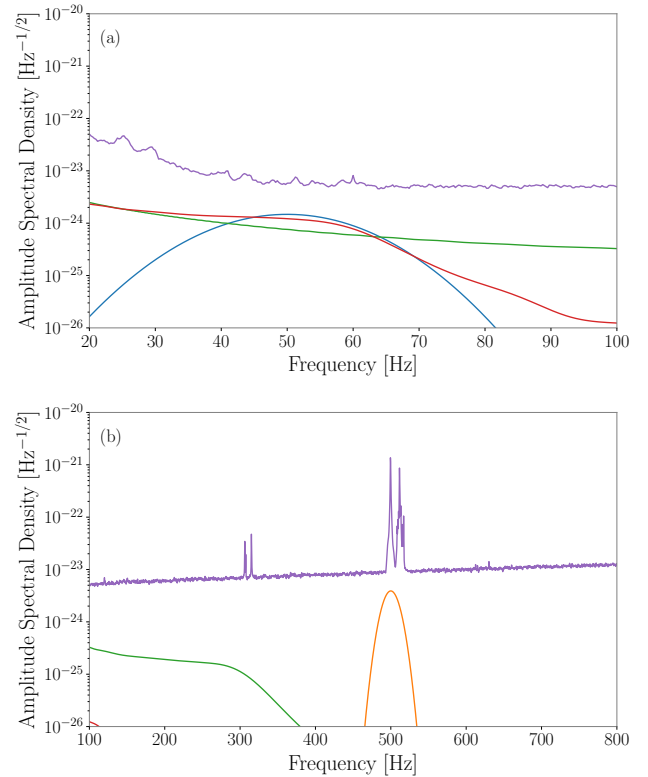 (a)
Amplitude Spectral Density [Hz⁻¹/²]
10⁻²⁰
10⁻²¹
10⁻²²
10⁻²³
10⁻²⁴
10⁻²⁵
10⁻²⁶
20 30 40 50 60 70 80 90 100
Frequency [Hz]
(b)
Amplitude Spectral Density [Hz⁻¹/²]
10⁻²⁰
10⁻²¹
10⁻²²
10⁻²³
10⁻²⁴
10⁻²⁵
10⁻²⁶
100 200 300 400 500 600 700 800
Frequency [Hz]